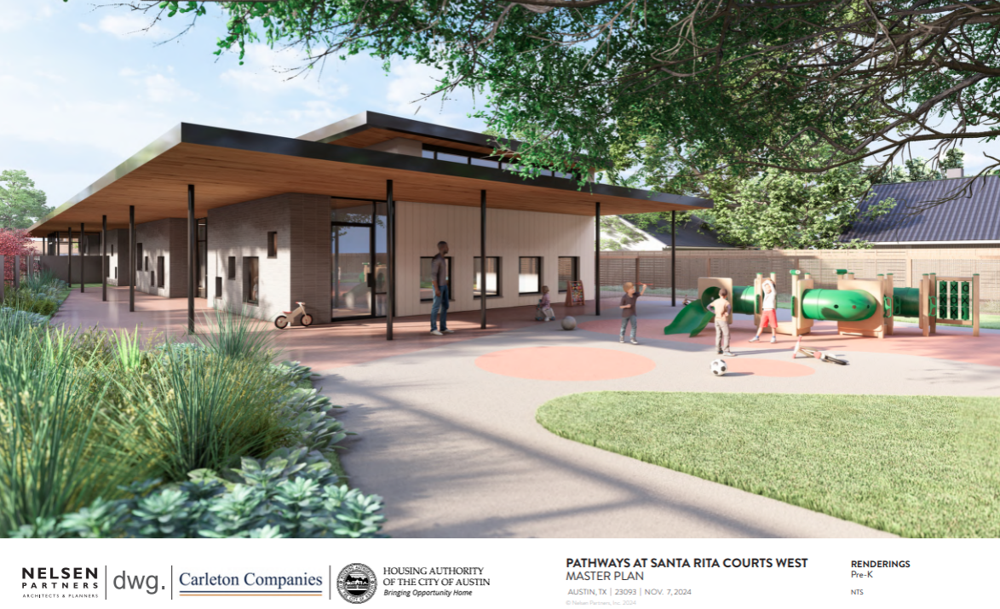 NELSEN
PARTNERS
ARCHITECTS & PLANNERS
dwg.
Carleton Companies
HOUSING AUTHORITY
OF THE CITY OF AUSTIN
Bringing Opportunity Home
PATHWAYS AT SANTA RITA COURTS WEST
MASTER PLAN
AUSTIN, TX | 23093 | NOV. 7, 2024
© Nelsen Partners, Inc. 2024
RENDERINGS
Pre-K
NTS